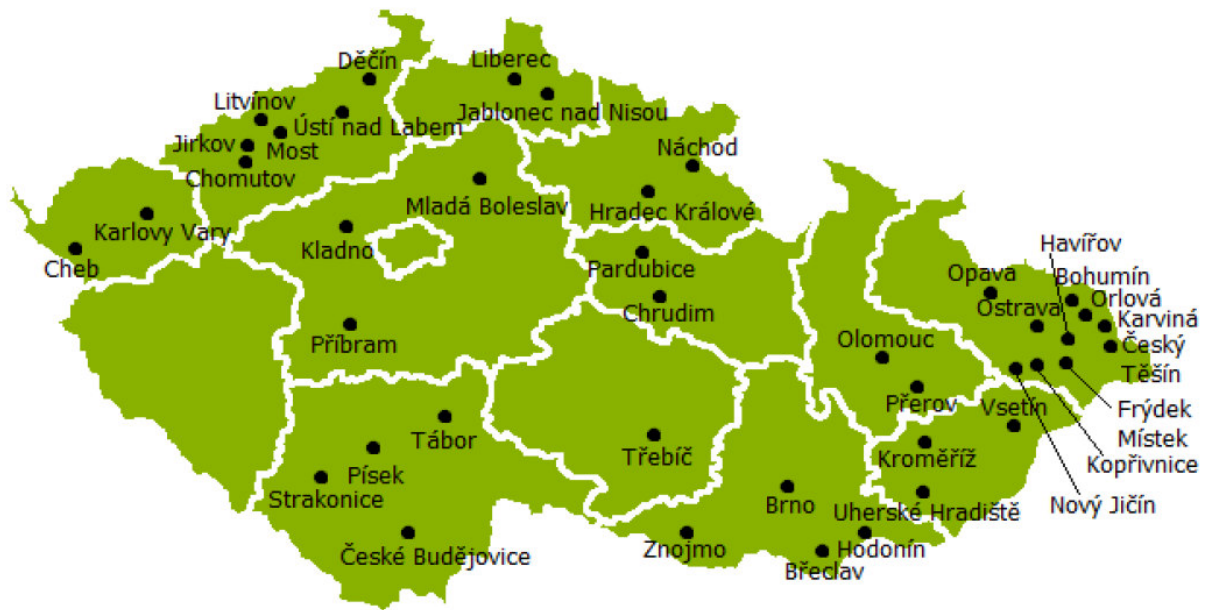 Děčín
Liberec
Litvínov
Jablonec nad Nisou
Ústí nad Labem
Jirkov
Most
Náchod
Chomutov
Mladá Boleslav
Hradec Králové
Karlovy Vary
Kladno
Havířov
Cheb
Pardubice
Opava
Bohumín
Orlová
Ostrava
Chrudim
Karviná
Příbram
Olomouc
Český
Těšín
Přerov
Vsetín
Frýdek
Místek
Tábor
Třebíč
Kroměříž
Písek
Kopřivnice
Strakonice
Brno
Nový Jičín
Uherské Hradiště
České Budějovice
Znojmo
Hodonín
Břeclav